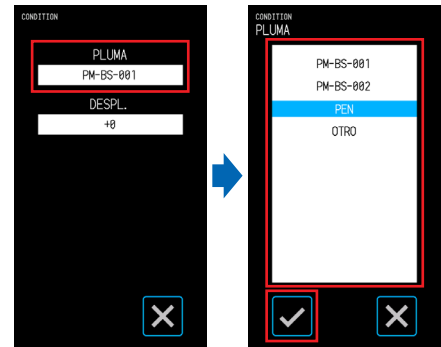 CONDITION
PLUMA
PM-BS-001
DESPL.
+0
CONDITION
PLUMA
PM-BS-001
PM-BS-002
PEN
OTRO